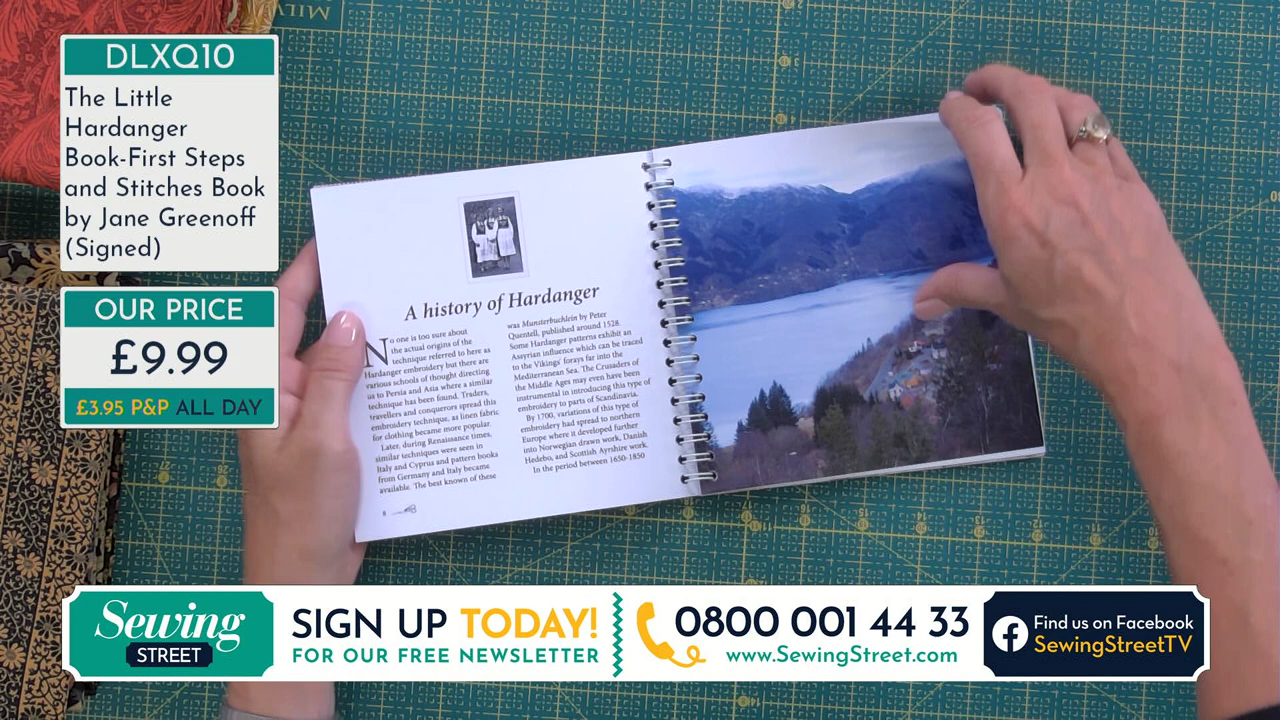 DLXQ10
The Little
Hardanger
Book-First Steps
and Stitches Book
by Jane Greenoff
(Signed)
OUR PRICE
£9.99
£3.95 P&P ALL DAY
A history of Hardanger
No one is too sure about
the actual origins of the
technique referred to here as
Hardanger embroidery but there are
various schools of thought directing
us to Persia and Asia where a similar
technique has been found. Traders,
travellers and conquerors spread this
embroidery technique, as linen fabric
for clothing became more popular.
Later, during Renaissance times,
similar techniques were seen in
Italy and Cyprus and pattern books
from Germany and Italy became
available. The best known of these
8
was Munsterbuchlein by Peter
Quentell, published around 1528.
Some Hardanger patterns exhibit an
Assyrian influence which can be traced
to the Vikings' forays far into the
Mediterranean Sea. The Crusaders of
the Middle Ages may even have been
instrumental in introducing this type of
embroidery to parts of Scandinavia.
By 1700, variations of this type of
embroidery had spread to northern
Europe where it developed further
into Norwegian drawn work, Danish
Hedebo, and Scottish Ayrshire work.
In the period between 1650-1850
Sewing
STREET
SIGN UP TODAY!
FOR OUR FREE NEWSLETTER
0800 001 44 33
www.SewingStreet.com
Find us on Facebook
SewingStreetTV